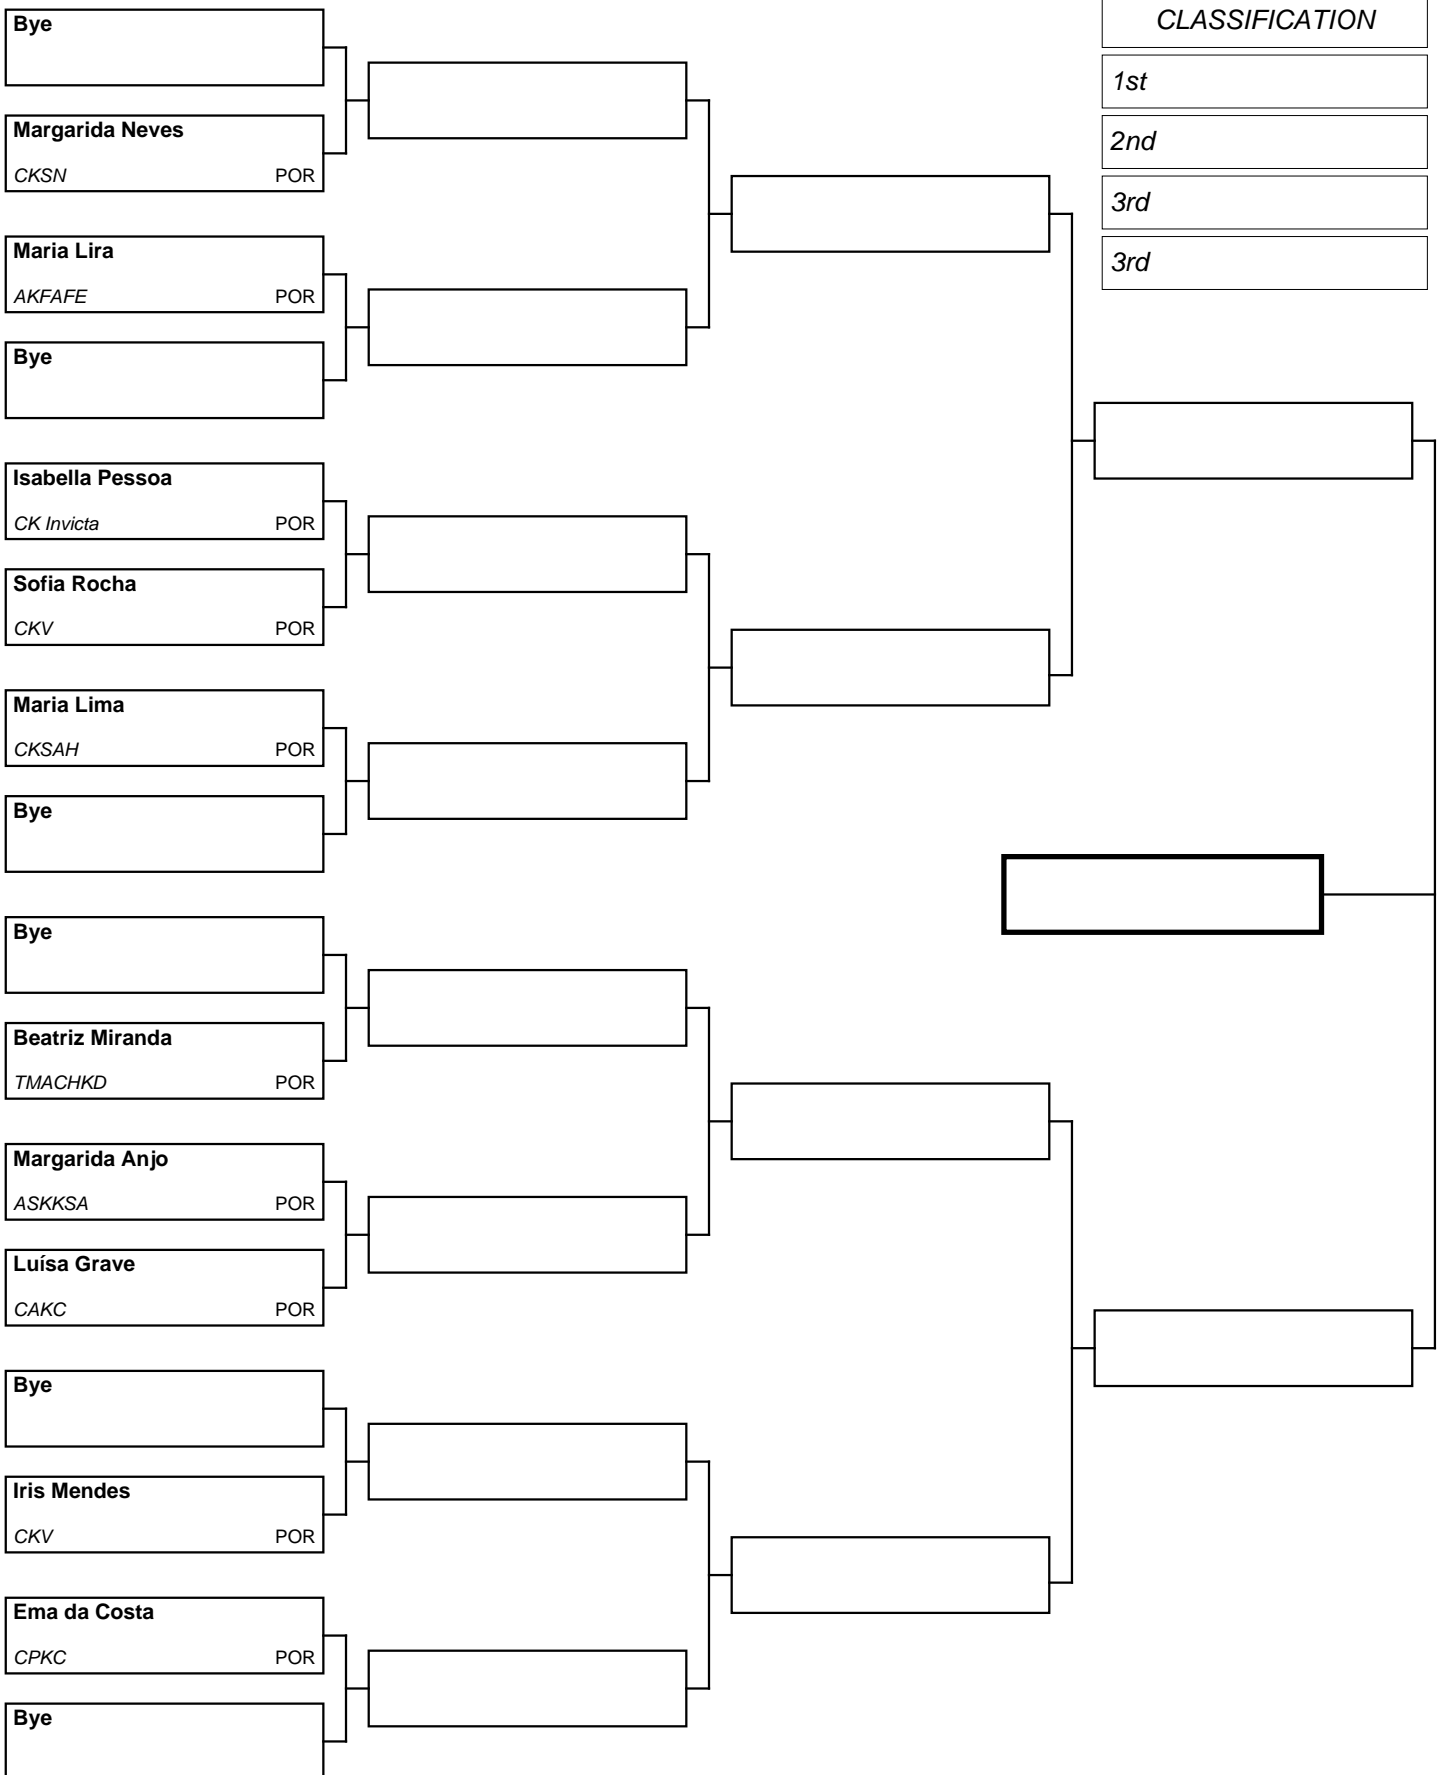 Bye
Margarida Neves
CKSN POR
Maria Lira
AKFAFE POR
Bye
Isabella Pessoa
CK Invicta POR
Sofia Rocha
CKV POR
Maria Lima
CKSAH POR
Bye
Bye
Beatriz Miranda
TMACHKD POR
Margarida Anjo
ASKKSA POR
Luísa Grave
CAKC POR
Bye
Iris Mendes
CKV POR
Ema da Costa
CPKC POR
Bye
CLASSIFICATION
1st
2nd
3rd
3rd